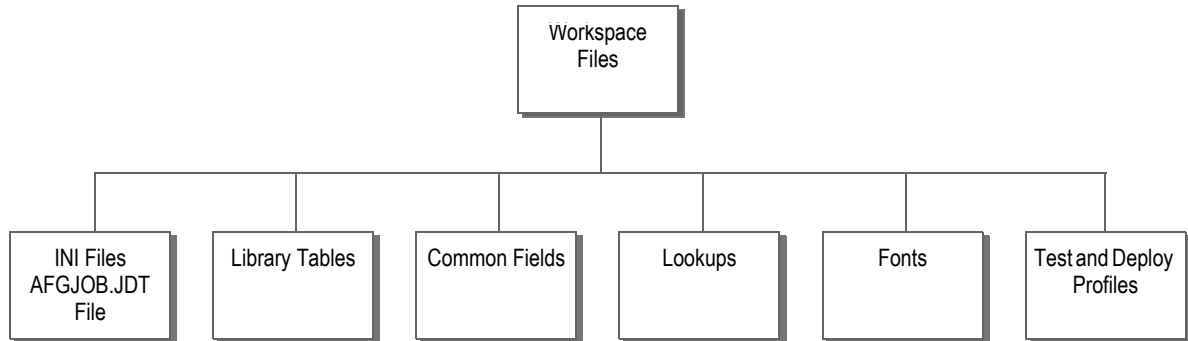 Workspace
Files
INI Files
AFGJOB.JDT
File
Library Tables
Common Fields
Lookups
Fonts
Test and Deploy
Profiles